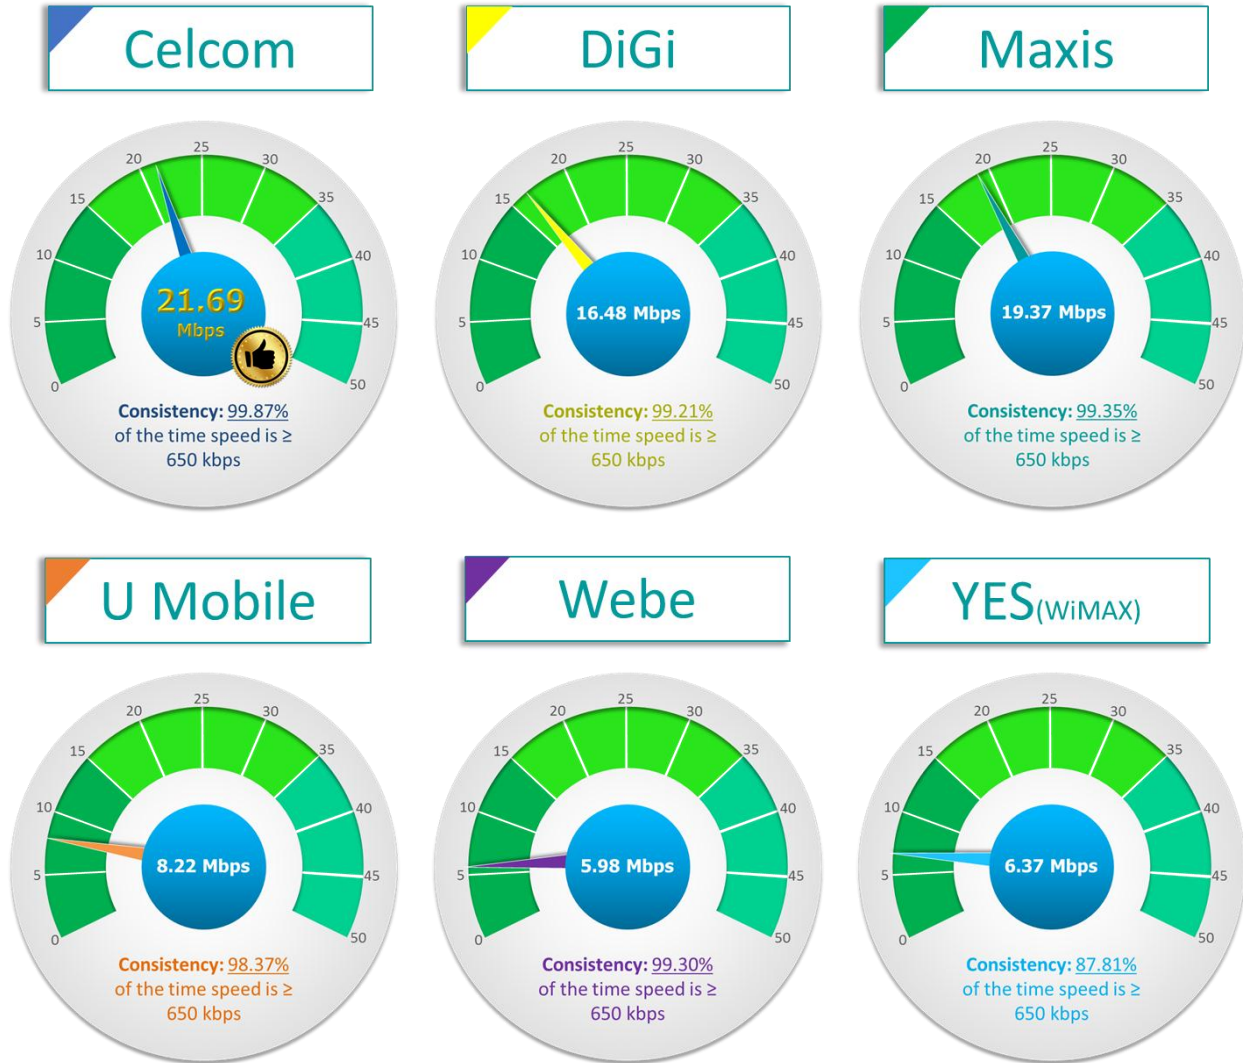 Celcom
DiGi
Maxis
0
5
10
15
20
25
30
35
40
45
50
21.69
Mbps
Consistency: 99.87%
of the time speed is ≥
650 kbps
0
5
10
15
20
25
30
35
40
45
50
16.48 Mbps
Consistency: 99.21%
of the time speed is ≥
650 kbps
0
5
10
15
20
25
30
35
40
45
50
19.37 Mbps
Consistency: 99.35%
of the time speed is ≥
650 kbps
U Mobile
Webe
YES(WiMAX)
0
5
10
15
20
25
30
35
40
45
50
8.22 Mbps
Consistency: 98.37%
of the time speed is ≥
650 kbps
0
5
10
15
20
25
30
35
40
45
50
5.98 Mbps
Consistency: 99.30%
of the time speed is ≥
650 kbps
0
5
10
15
20
25
30
35
40
45
50
6.37 Mbps
Consistency: 87.81%
of the time speed is ≥
650 kbps